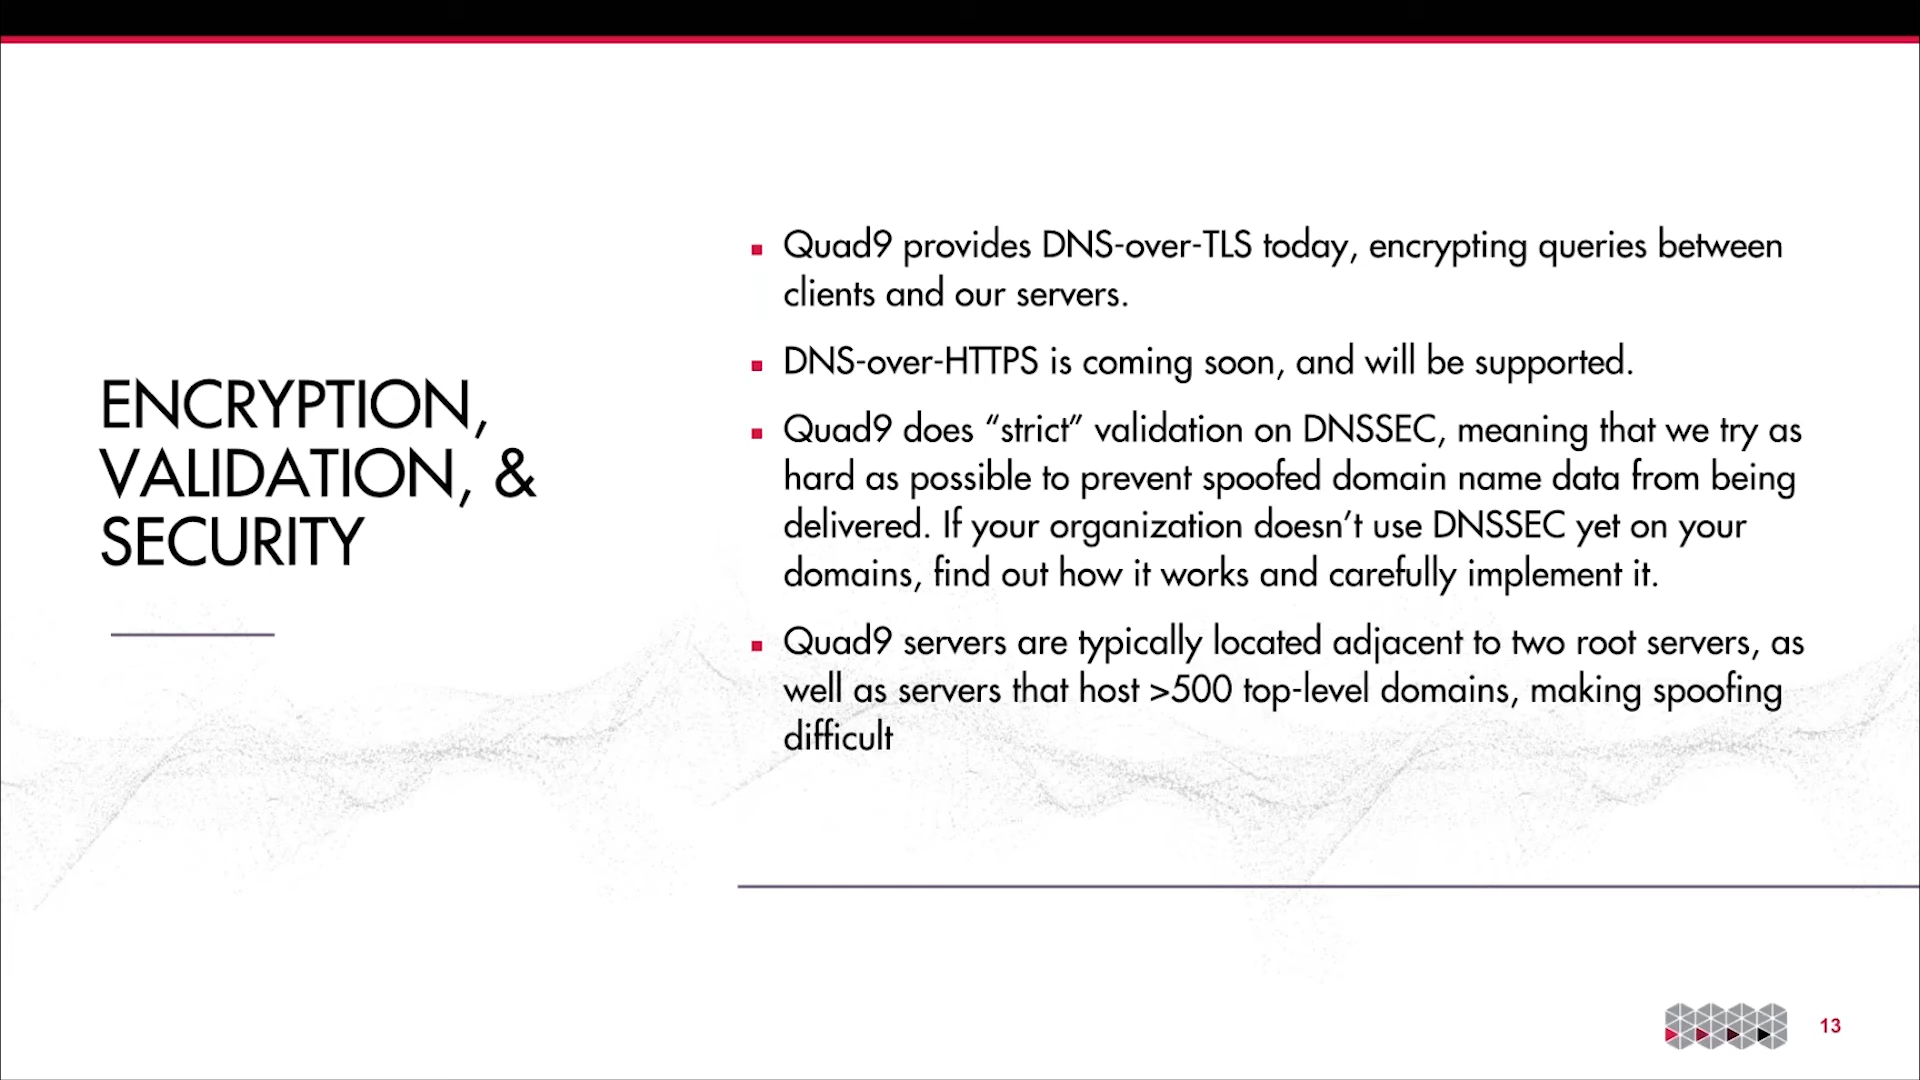 ENCRYPTION,
VALIDATION, &
SECURITY
Quad9 provides DNS-over-TLS today, encrypting queries between
clients and our servers.
DNS-over-HTTPS is coming soon, and will be supported.
Quad9 does “strict” validation on DNSSEC, meaning that we try as
hard as possible to prevent spoofed domain name data from being
delivered. If your organization doesn’t use DNSSEC yet on your
domains, find out how it works and carefully implement it.
Quad9 servers are typically located adjacent to two root servers, as
well as servers that host >500 top-level domains, making spoofing
difficult
13